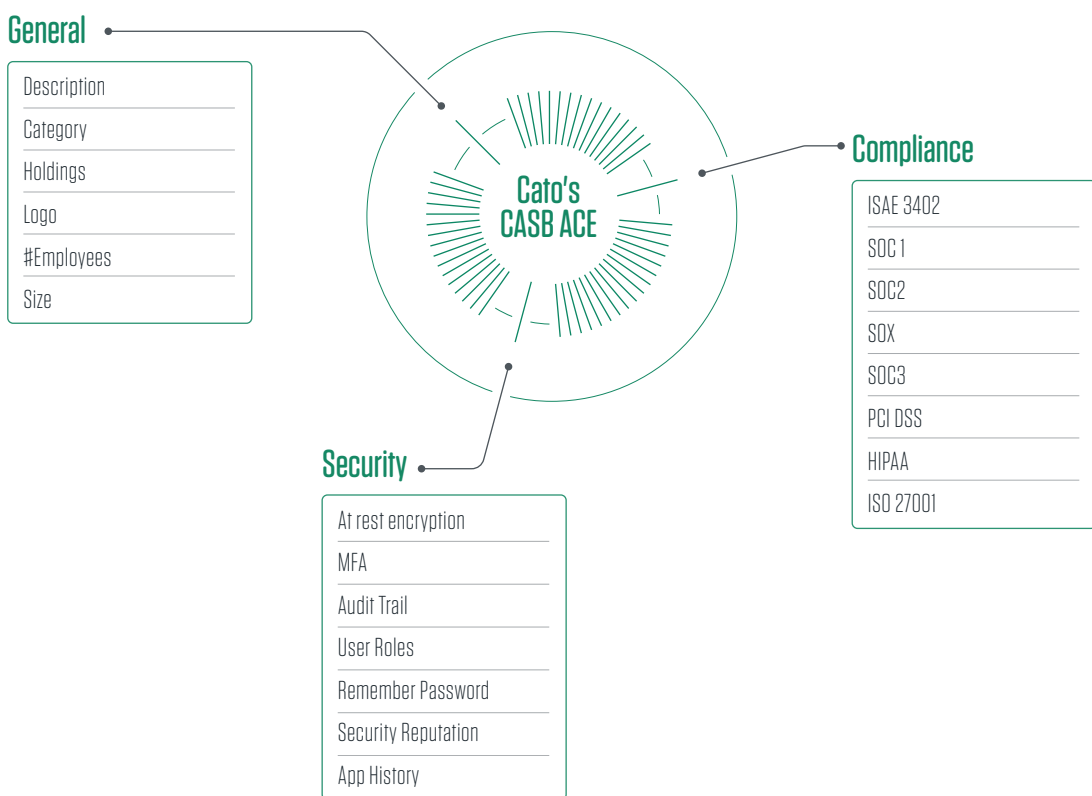 General
Description
Category
Holdings
Logo
#Employees
Size
Cato's
CASB ACE
Compliance
ISAE 3402
SOC 1
SOC2
SOX
SOC3
PCI DSS
HIPAA
ISO 27001
Security
At rest encryption
MFA
Audit Trail
User Roles
Remember Password
Security Reputation
App History